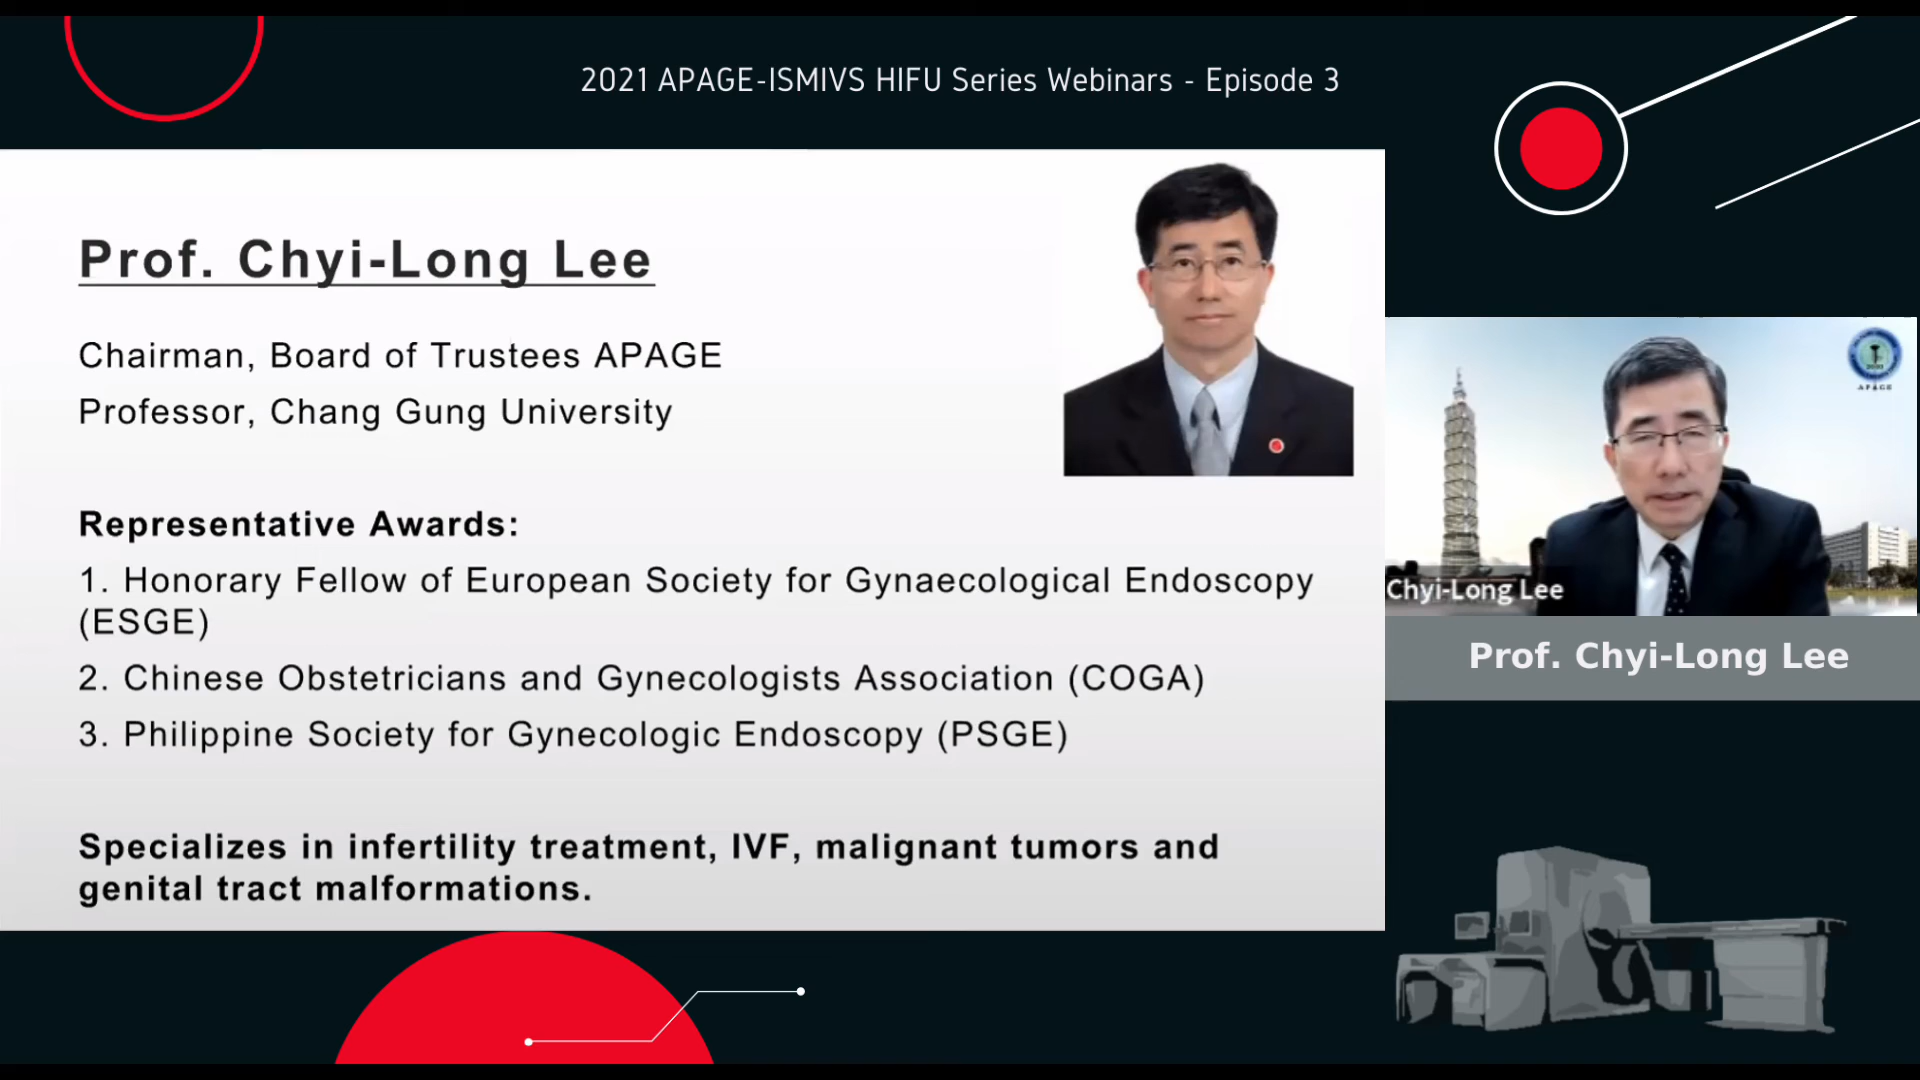 2021 APAGE-ISMIVS HIFU Series Webinars - Episode 3
Prof. Chyi-Long Lee
Chairman, Board of Trustees APAGE
Professor, Chang Gung University
Representative Awards:
1. Honorary Fellow of European Society for Gynaecological Endoscopy
(ESGE)
2. Chinese Obstetricians and Gynecologists Association (COGA)
3. Philippine Society for Gynecologic Endoscopy (PSGE)
Specializes in infertility treatment, IVF, malignant tumors and
genital tract malformations.
APAGE
Chyi-Long Lee
Prof. Chyi-Long Lee